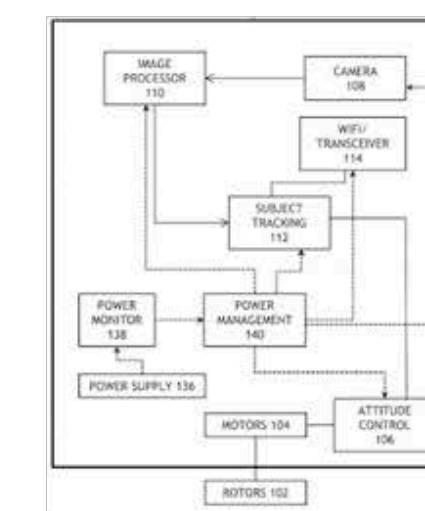 IMAGE
PROCESSOR
110
CAMERA
108
WIFI/
TRANSCEIVER
114
SUBJECT
TRACKING
112
POWER
MONITOR
138
POWER
MANAGEMENT
140
POWER SUPPLY 136
ATTITUDE
CONTROL
106
MOTORS 104
ROTORS 102